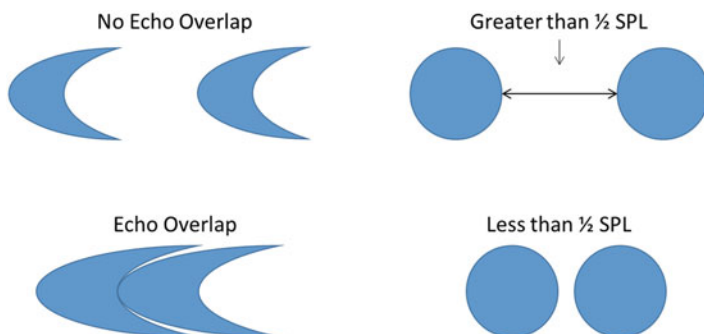 No Echo Overlap
Greater than ½ SPL
Echo Overlap
Less than ½ SPL